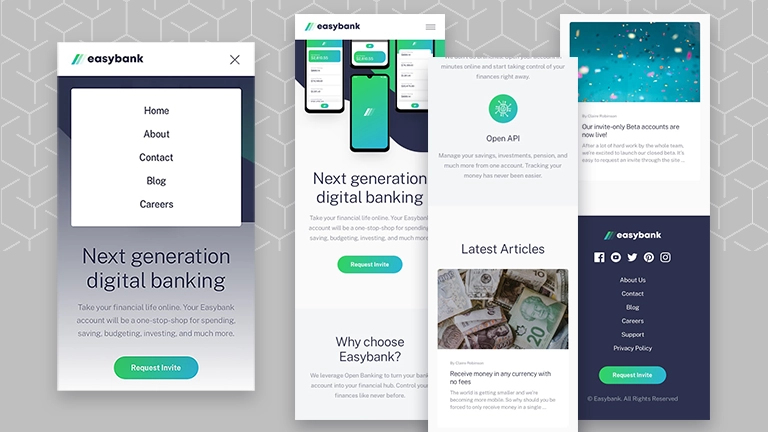 easybank
Home
About
Contact
Blog
Careers
Next generation
digital banking
Take your financial life online. Your Easybank
account will be a one-stop-shop for spending,
saving, budgeting, investing, and much more.
Request Invite
easybank
Next generation
digital banking
Take your financial life online. Your Easybank
account will be a one-stop-shop for spending,
saving, budgeting, investing, and much more.
Request Invite
Why choose
Easybank?
We leverage Open Banking to turn your bank
account into your financial hub. Control your
finances like never before.
minutes online and start taking control of your
finances right away.
Open API
Manage your savings, investments, pension, and
much more from one account. Tracking your
money has never been easier.
Latest Articles
By Claire Robinson
Receive money in any currency with
no fees
The world is getting smaller and we're
becoming more mobile. So why should you be
forced to only receive money in a single ...
By Claire Robinson
Our invite-only Beta accounts are
now live!
After a lot of hard work by the whole team,
we're excited to launch our closed beta. It's
easy to request an invite through the site ...
easybank
About Us
Contact
Blog
Careers
Support
Privacy Policy
Request Invite
© Easybank. All Rights Reserved